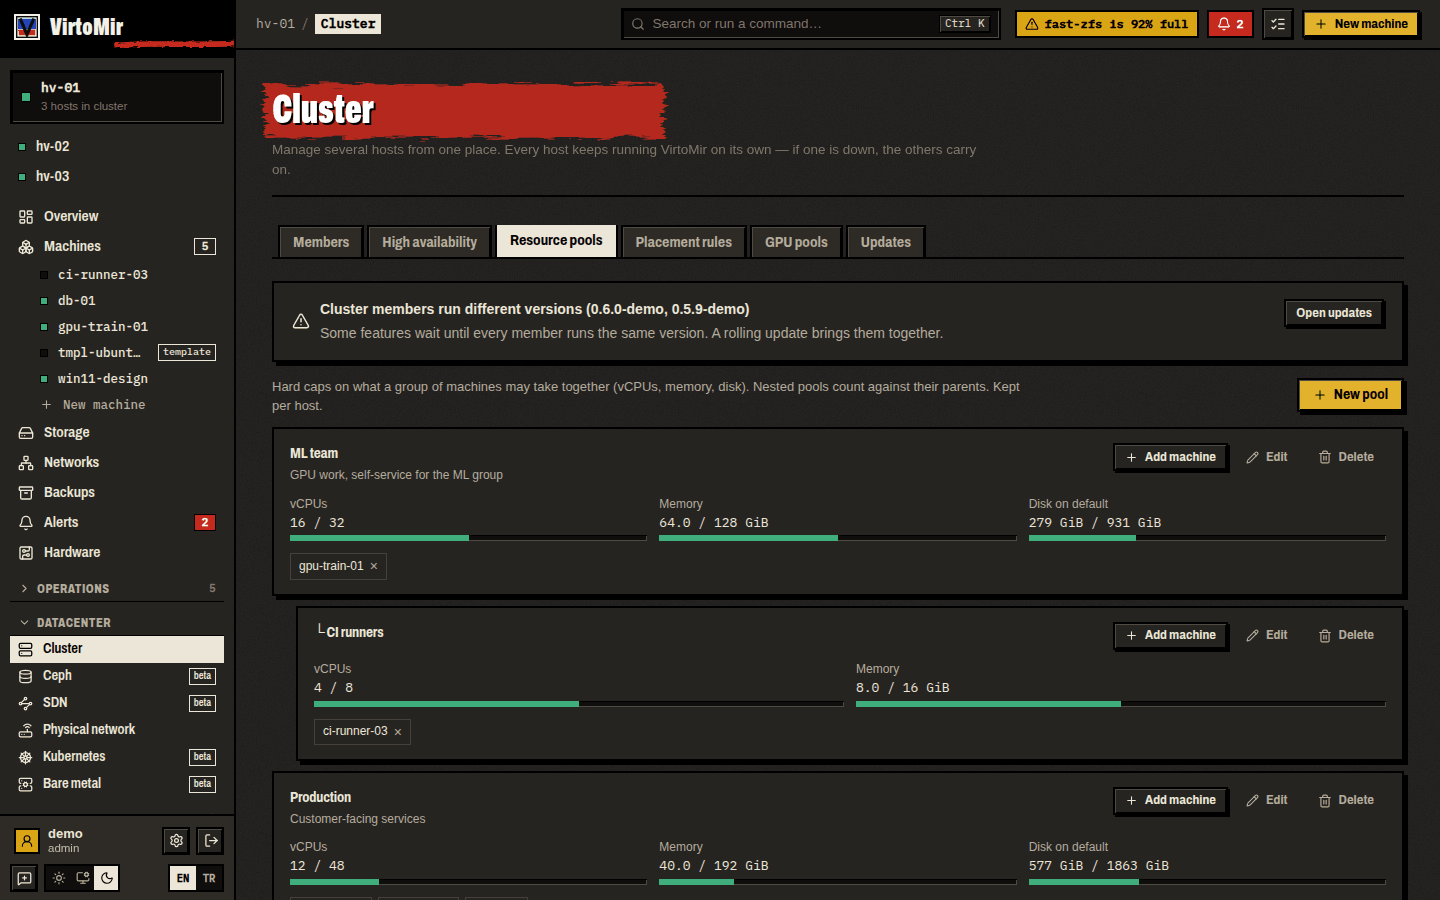 VirtoMir
hv-01 / Cluster
Search or run a command…
Ctrl K
fast-zfs is 92% full
2
New machine
hv-01
3 hosts in cluster
hv-02
hv-03
Overview
Machines 5
ci-runner-03
db-01
gpu-train-01
tmpl-ubunt… template
win11-design
New machine
Storage
Networks
Backups
Alerts 2
Hardware
OPERATIONS 5
DATACENTER
Cluster
Ceph beta
SDN beta
Physical network
Kubernetes beta
Bare metal beta
demo
admin
EN TR
Cluster
Manage several hosts from one place. Every host keeps running VirtoMir on its own — if one is down, the others carry
on.
Members High availability Resource pools Placement rules GPU pools Updates
Cluster members run different versions (0.6.0-demo, 0.5.9-demo)
Some features wait until every member runs the same version. A rolling update brings them together.
Open updates
Hard caps on what a group of machines may take together (vCPUs, memory, disk). Nested pools count against their parents. Kept
per host.
New pool
ML team
GPU work, self-service for the ML group
Add machine Edit Delete
vCPUs Memory Disk on default
16 / 32 64.0 / 128 GiB 279 GiB / 931 GiB
gpu-train-01 ×
└ CI runners
Add machine Edit Delete
vCPUs Memory
4 / 8 8.0 / 16 GiB
ci-runner-03 ×
Production
Customer-facing services
Add machine Edit Delete
vCPUs Memory Disk on default
12 / 48 40.0 / 192 GiB 577 GiB / 1863 GiB